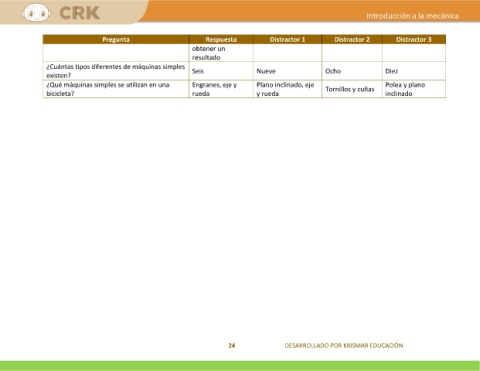 CRK
Introducción a la mecánica
Pregunta Respuesta Distractor 1 Distractor 2 Distractor 3
obtener un
resultado
¿Cuántas tipos diferentes de máquinas simples
existen?
Seis Nueve Ocho Diez
¿Qué máquinas simples se utilizan en una
bicicleta?
Engranes, eje y
rueda
Plano inclinado, eje
y rueda
Tornillos y cuñas
Polea y plano
inclinado
24 DESARROLLADO POR KRISMAR EDUCACIÓN